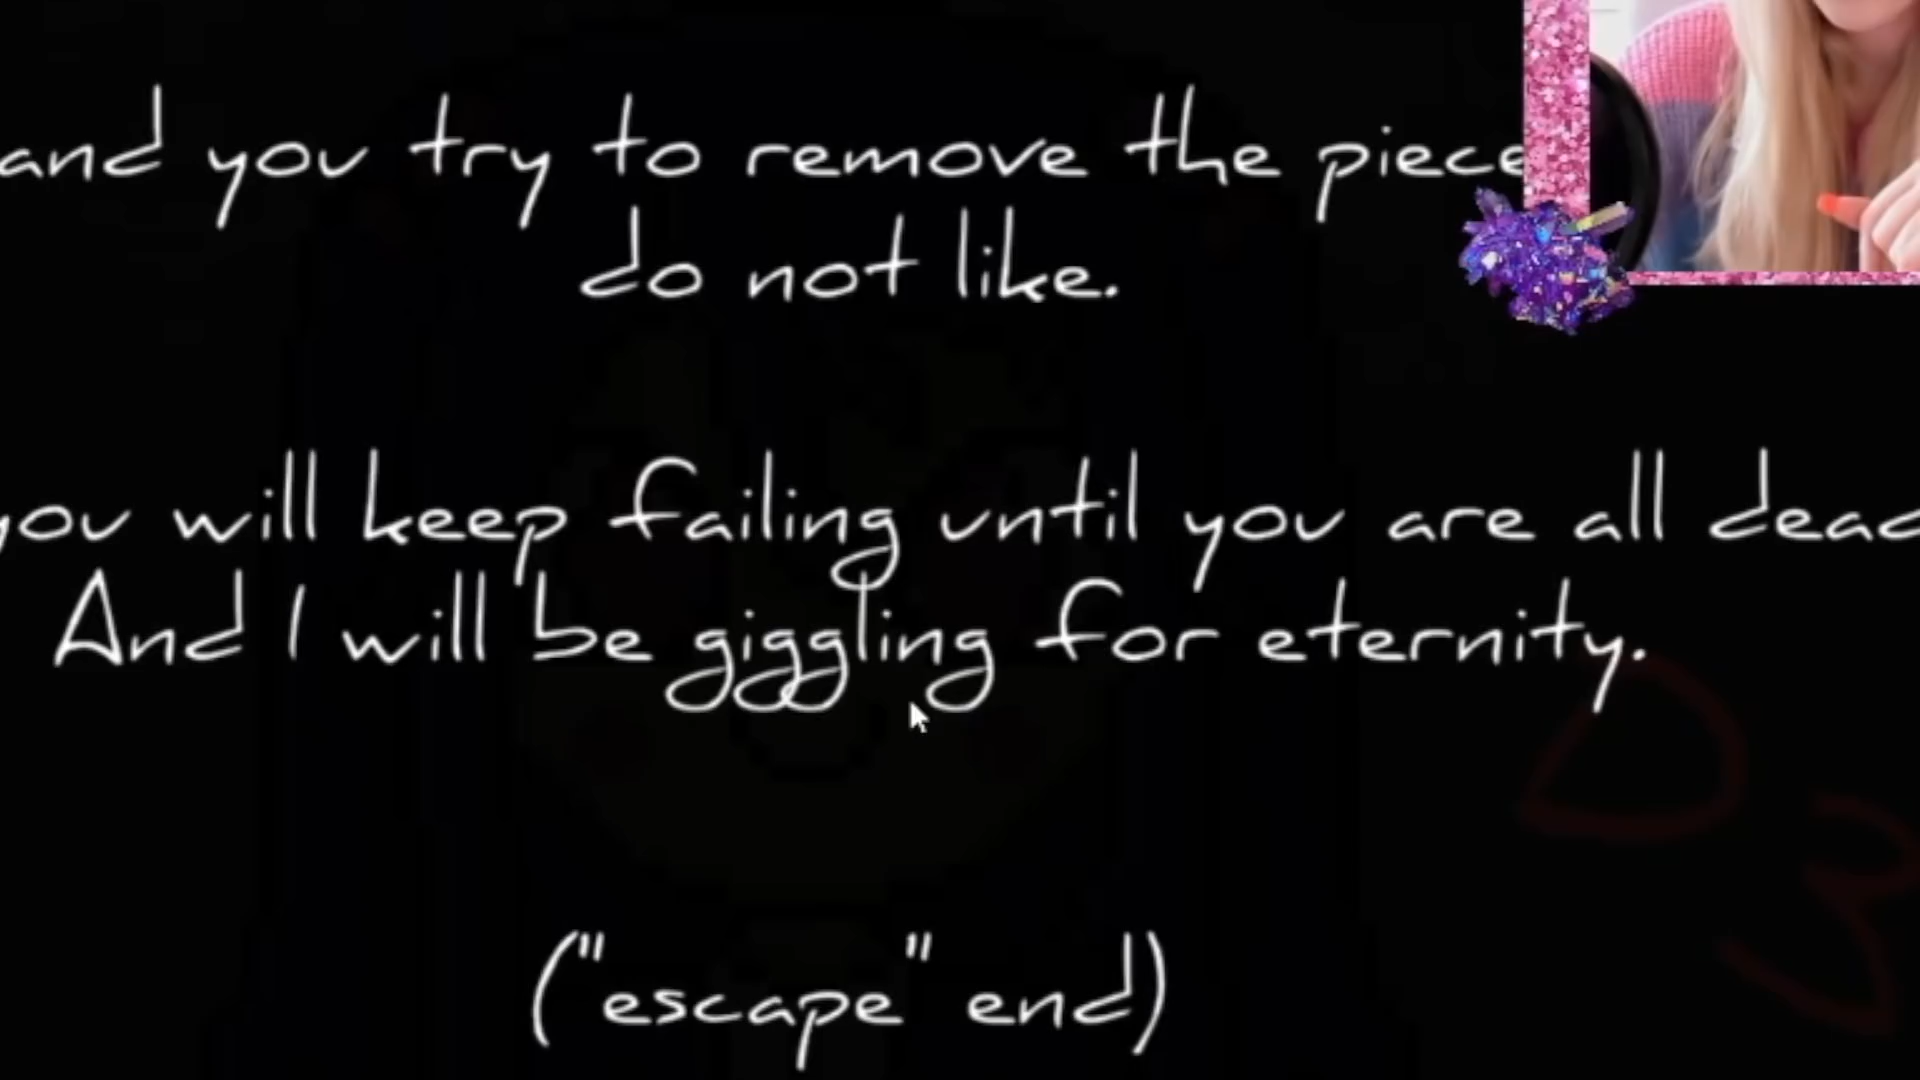 and you try to remove the piece
do not like.
you will keep failing until you are all dead
And I will be giggling for eternity.
("escape" end)